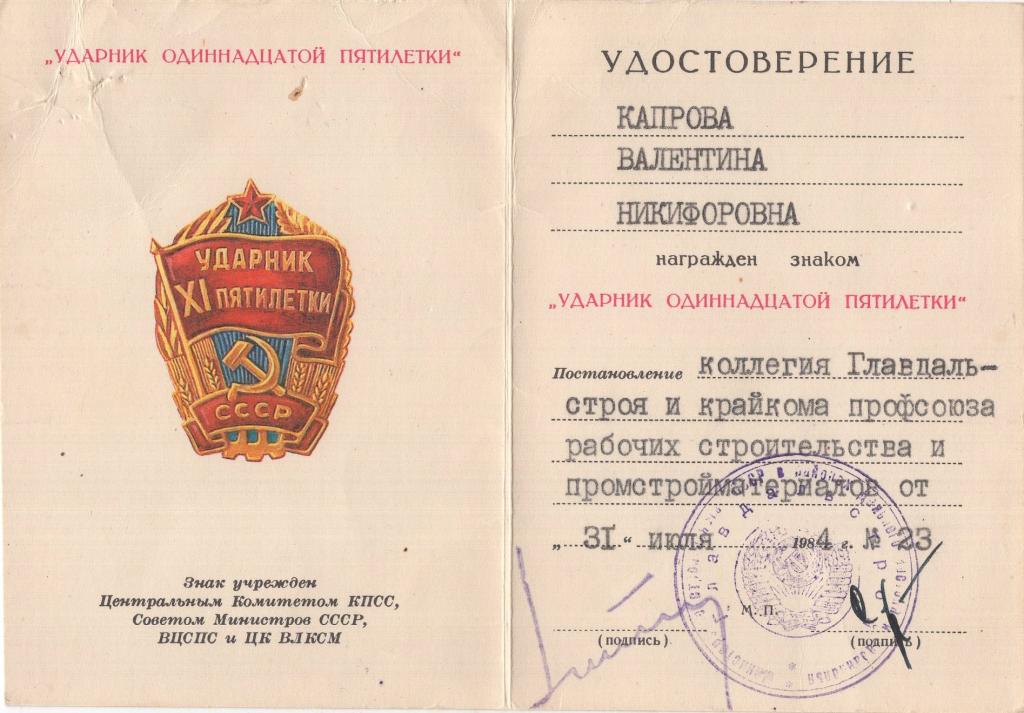 „УДАРНИК ОДИННАДЦАТОЙ ПЯТИЛЕТКИ“
УДАРНИК
XI ПЯТИЛЕТКИ
СССР
Знак учрежден
Центральным Комитетом КПСС,
Советом Министров СССР,
ВЦСПС и ЦК ВЛКСМ
УДОСТОВЕРЕНИЕ
КАПРОВА
ВАЛЕНТИНА
НИКИФОРОВНА
награжден знаком
„УДАРНИК ОДИННАДЦАТОЙ ПЯТИЛЕТКИ“
Постановление коллегия Главдаль-
строя и крайкома профсоюза
рабочих строительства и
промстройматериалов от
„31“ июля 1984 г. № 23
М. П.
(подпись) (подпись)
Главдальстрой